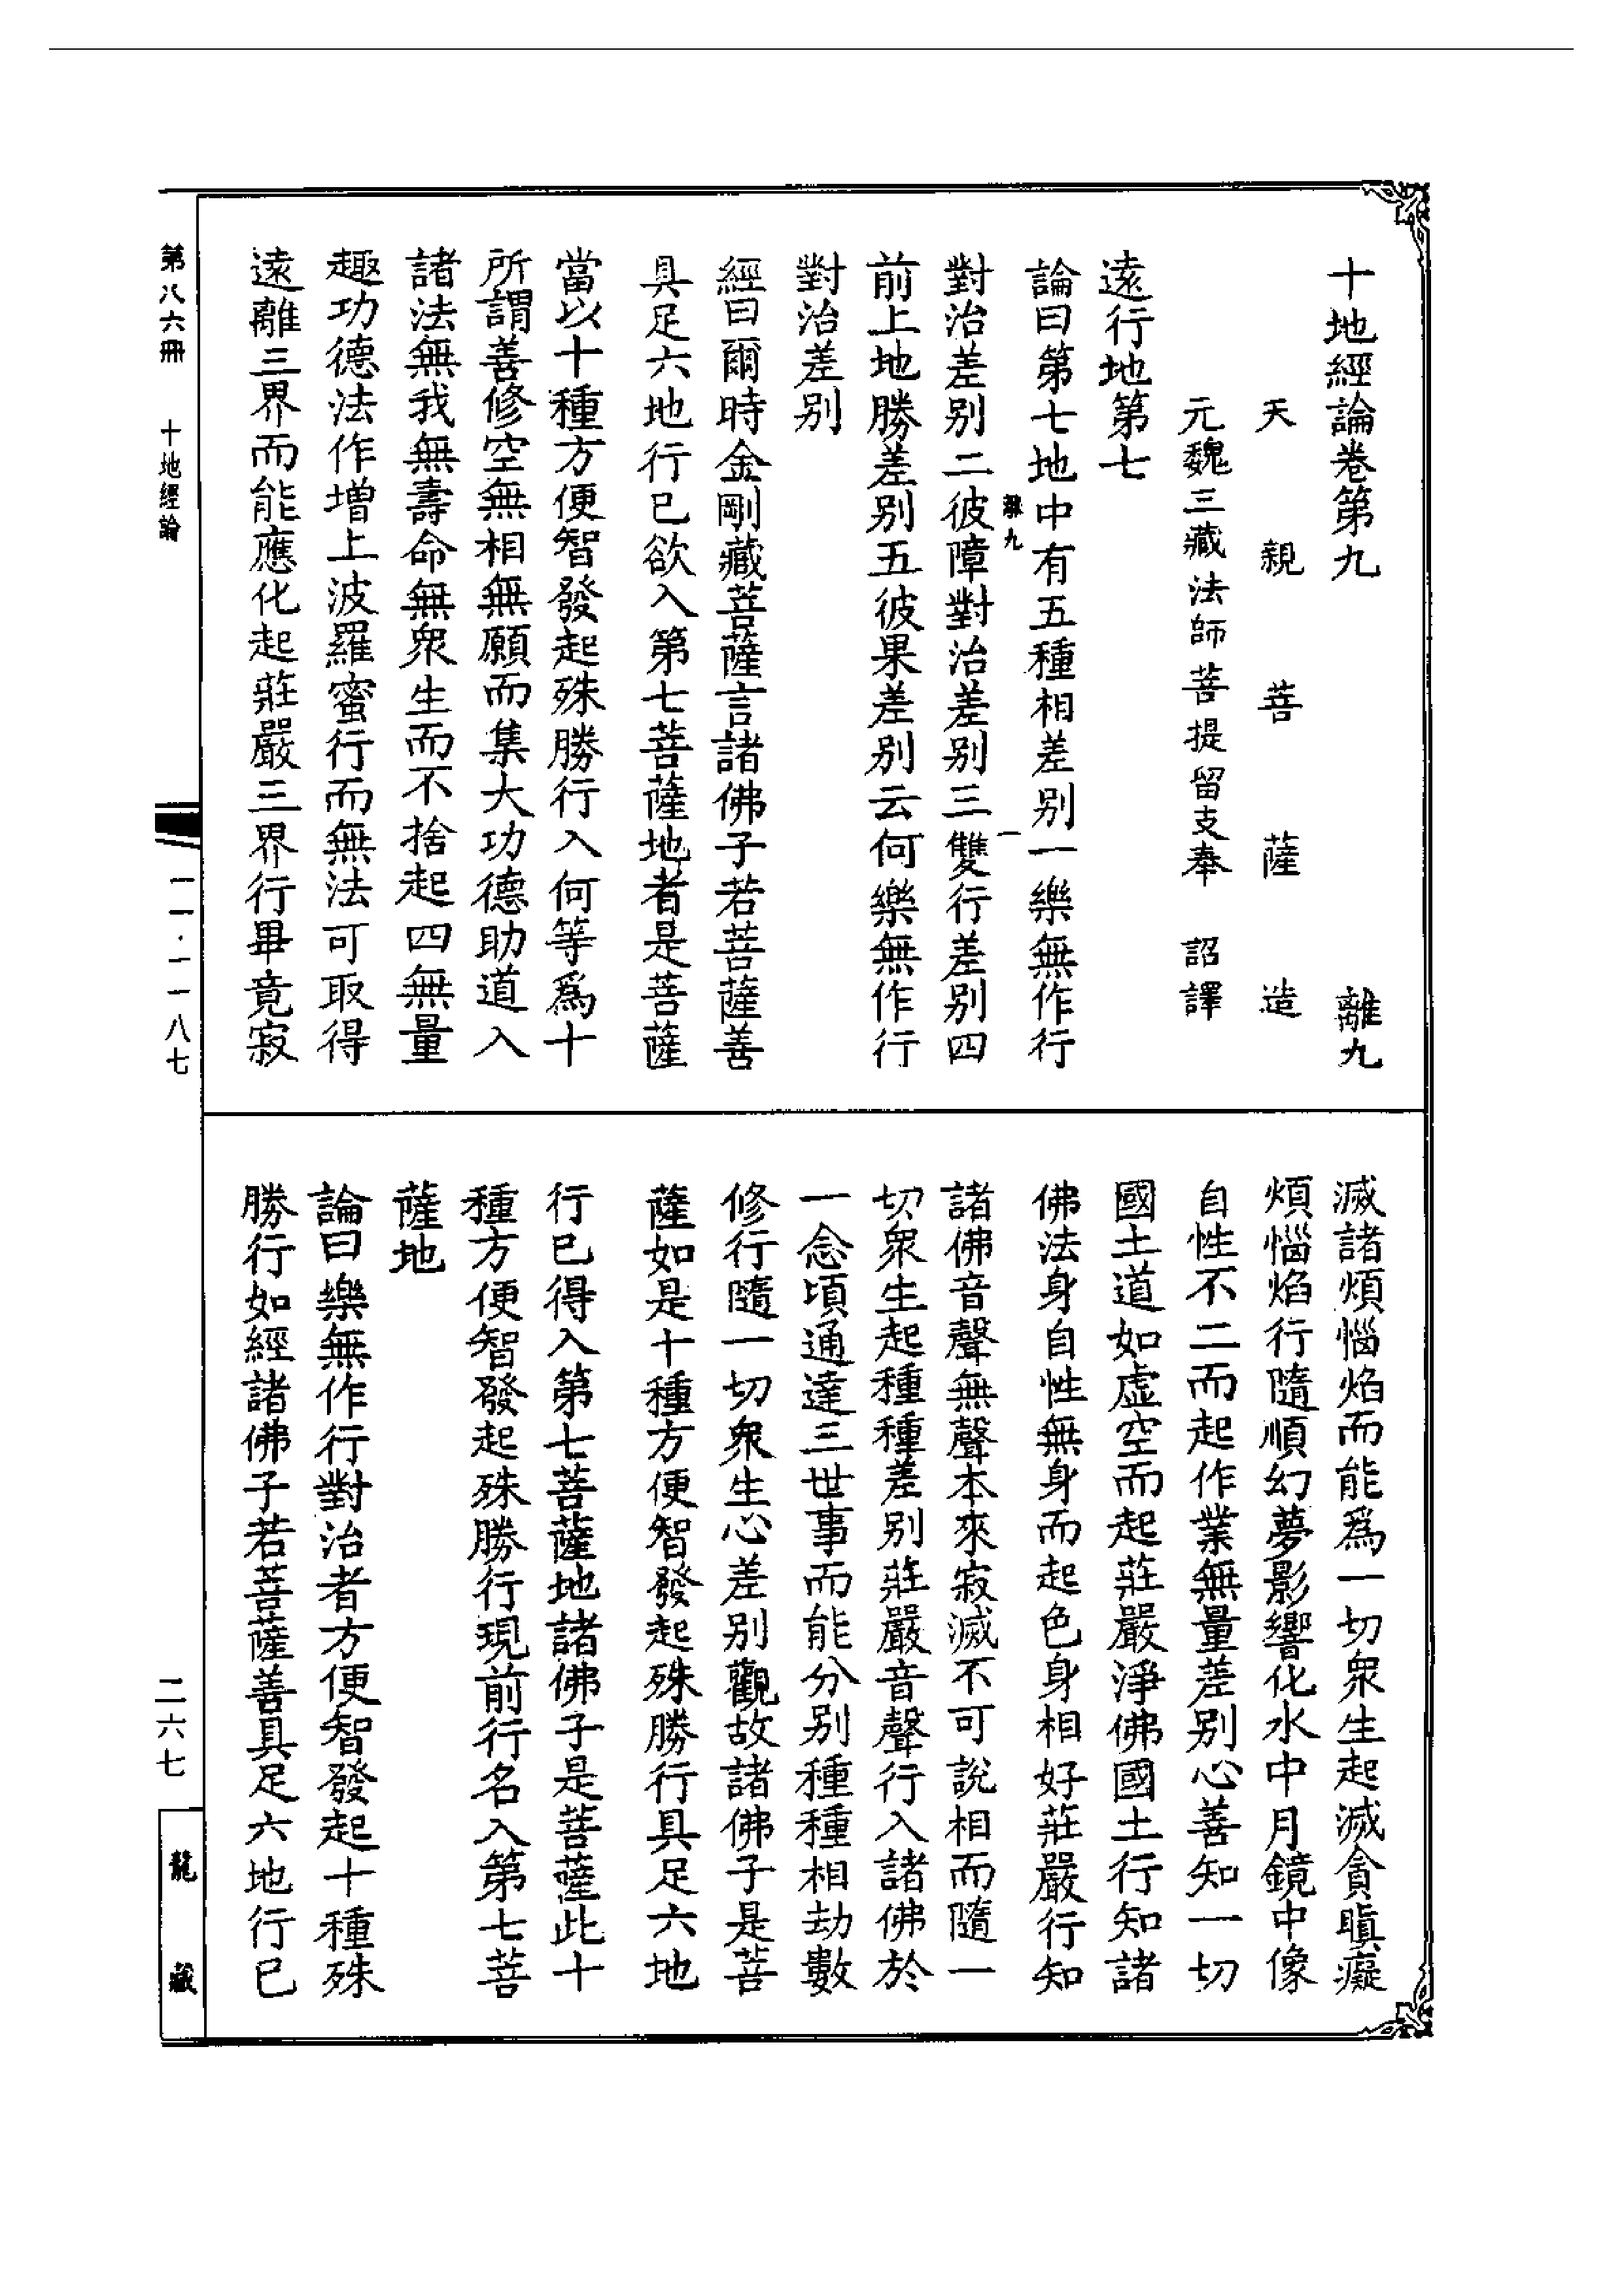 十地經論卷第九 離九
天親菩薩造
元魏三藏法師菩提留支奉 詔譯
遠行地第七
論曰第七地中有五種相差别一樂無作行
離九 一
對治差别二彼障對治差别三雙行差别四
前上地勝差别五彼果差别云何樂無作行
對治差别
經曰爾時金剛藏菩薩言諸佛子若菩薩善
具足六地行已欲入第七菩薩地者是菩薩
當以十種方便智發起殊勝行入何等爲十
所謂善修空無相無願而集大功德助道入
諸法無我無壽命無衆生而不捨起四無量
趣功德法作增上波羅蜜行而無法可取得
遠離三界而能應化起莊嚴三界行畢竟寂
滅諸煩惱焰而能爲一切衆生起滅貪瞋癡
煩惱焰行隨順幻夢影響化水中月鏡中像
自性不二而起作業無量差别心善知一切
國土道如虛空而起莊嚴淨佛國土行知諸
佛法身自性無身而起色身相好莊嚴行知
諸佛音聲無聲本來寂滅不可說相而隨一
切衆生起種種差别莊嚴音聲行入諸佛於
一念頃通達三世事而能分别種種相劫數
修行隨一切衆生心差别觀故諸佛子是菩
薩如是十種方便智發起殊勝行具足六地
行已得入第七菩薩地諸佛子是菩薩此十
種方便智發起殊勝行現前行名入第七菩
薩地
論曰樂無作行對治者方便智發起十種殊
勝行如經諸佛子若菩薩善具足六地行已
第八六冊 十地經論
一一·一一八七
二六七
龍藏